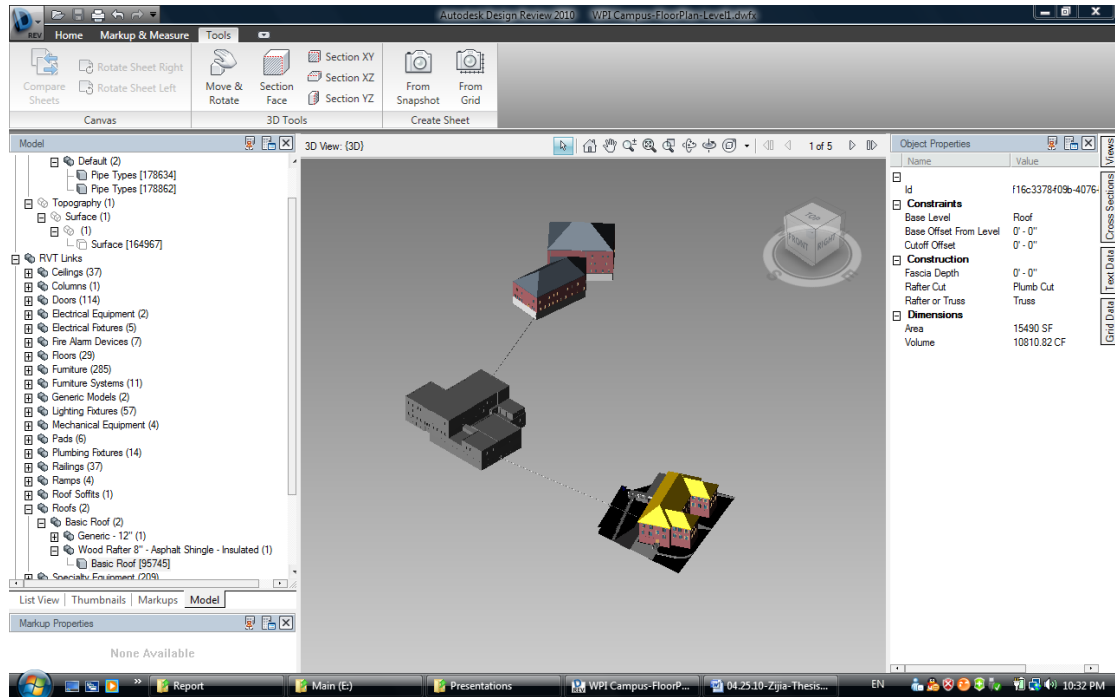 Autodesk Design Review 2010 WPI Campus-FloorPlan-Level1.dwfx
REV
Home Markup & Measure Tools
Compare Sheets
Rotate Sheet Right
Rotate Sheet Left
Move & Rotate
Section Face
Section XY
Section XZ
Section YZ
From Snapshot
From Grid
Canvas
3D Tools
Create Sheet
Model
Default (2)
Pipe Types [178634]
Pipe Types [178862]
Topography (1)
Surface (1)
(1)
Surface [164967]
RVT Links
Ceilings (37)
Columns (1)
Doors (114)
Electrical Equipment (2)
Electrical Fixtures (5)
Fire Alarm Devices (7)
Floors (29)
Furniture (285)
Furniture Systems (11)
Generic Models (2)
Lighting Fixtures (57)
Mechanical Equipment (4)
Pads (6)
Plumbing Fixtures (14)
Railings (37)
Ramps (4)
Roof Soffits (1)
Roofs (2)
Basic Roof (2)
Generic - 12" (1)
Wood Rafter 8" - Asphalt Shingle - Insulated (1)
Basic Roof [95745]
Specialty Equipment (209)
List View Thumbnails Markups Model
Markup Properties
None Available
3D View: {3D}
1 of 5
TOP
FRONT
RIGHT
S
E
Object Properties
Name Value
Id f16c3378-f09b-4076-
Constraints
Base Level Roof
Base Offset From Level 0' - 0"
Cutoff Offset 0' - 0"
Construction
Fascia Depth 0' - 0"
Rafter Cut Plumb Cut
Rafter or Truss Truss
Dimensions
Area 15490 SF
Volume 10810.82 CF
Views
Cross Sections
Text Data
Grid Data
Report
Main (E:)
Presentations
WPI Campus-FloorP...
04.25.10-Zijia-Thesis...
EN
10:32 PM